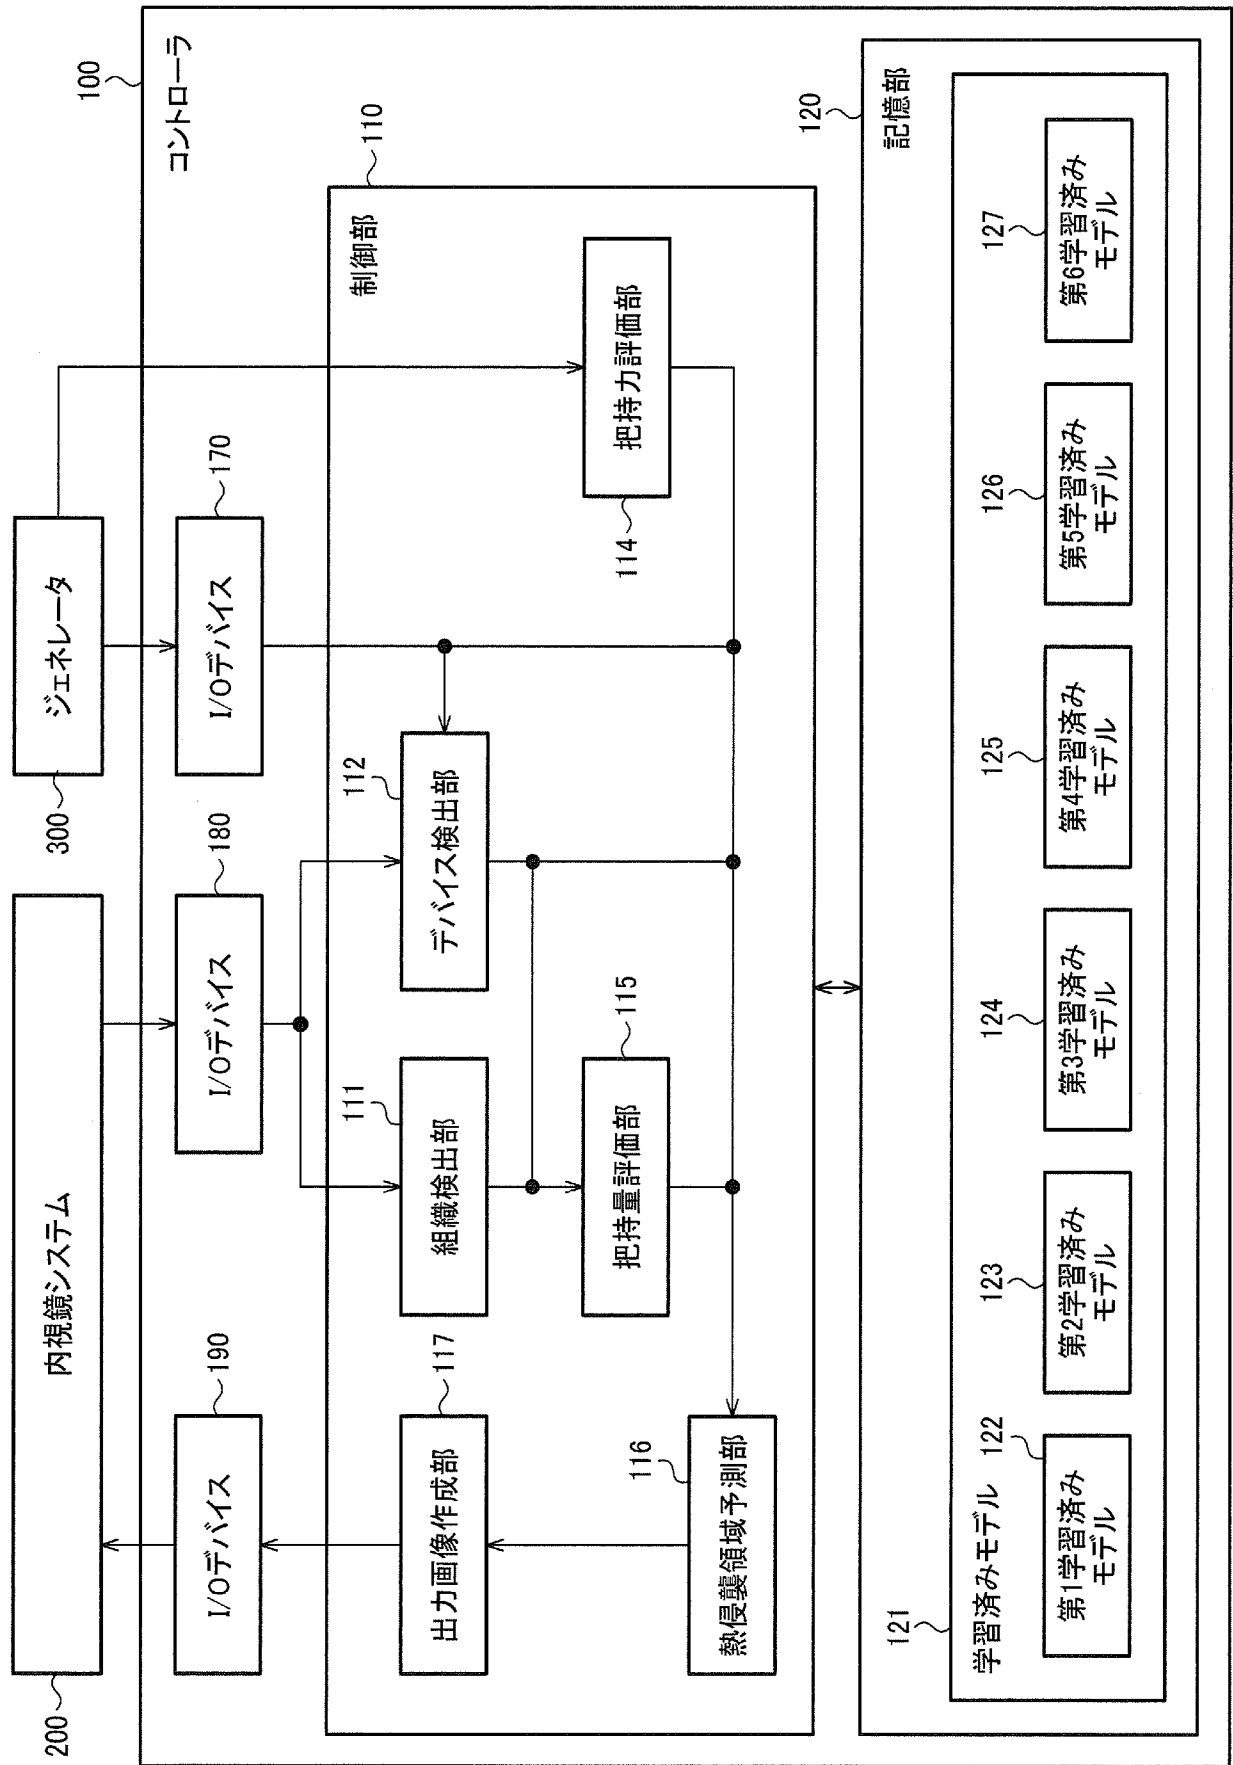 200
内視鏡システム
300
ジェネレータ
100
コントローラ
190
I/Oデバイス
180
I/Oデバイス
170
I/Oデバイス
110
制御部
117
出力画像作成部
111
組織検出部
112
デバイス検出部
115
把持量評価部
114
把持力評価部
116
熱侵襲領域予測部
120
記憶部
121
学習済みモデル
122
第1学習済み
モデル
123
第2学習済み
モデル
124
第3学習済み
モデル
125
第4学習済み
モデル
126
第5学習済み
モデル
127
第6学習済み
モデル